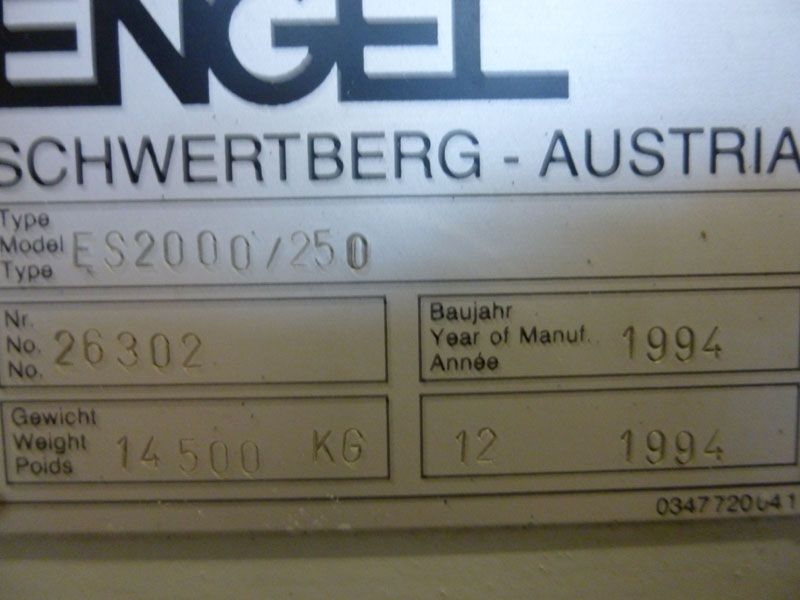 ENGEL
SCHWERTBERG - AUSTRIA
Type
Model ES2000/250
Type
Nr.
No. 26302
No.
Baujahr
Year of Manuf. 1994
Année
Gewicht
Weight 14500 KG
Poids
12 1994
0347720041